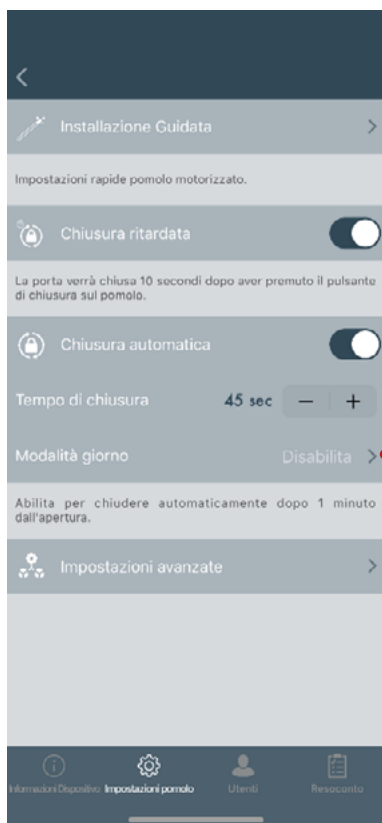 Installazione Guidata
Impostazioni rapide pomolo motorizzato.
Chiusura ritardata
La porta verrà chiusa 10 secondi dopo aver premuto il pulsante
di chiusura sul pomolo.
Chiusura automatica
Tempo di chiusura 45 sec − +
Modalità giorno Disabilita
Abilita per chiudere automaticamente dopo 1 minuto
dall'apertura.
Impostazioni avanzate
Informazioni Dispositivo Impostazioni pomolo Utenti Resoconto